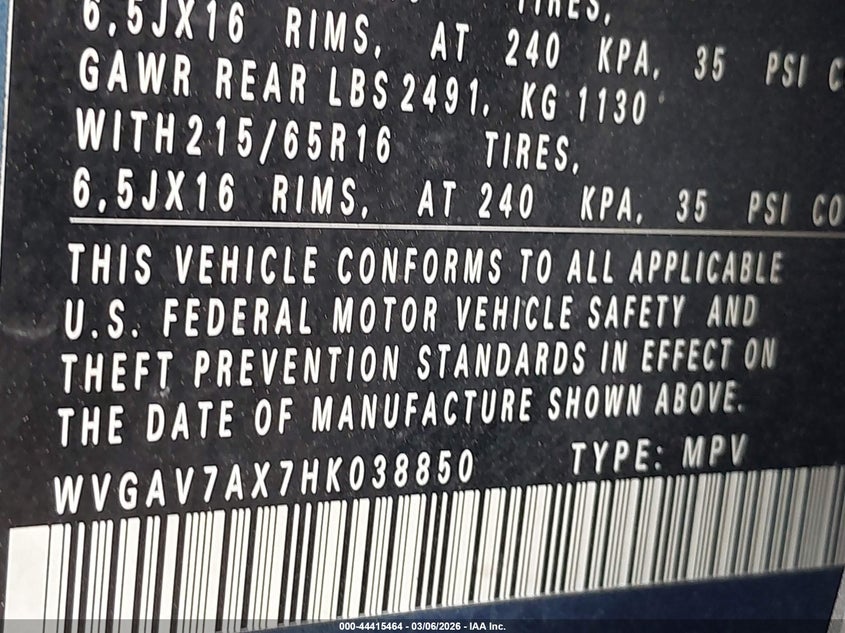 TIRES,
6,5JX16 RIMS, AT 240 KPA, 35 PSI C
GAWR REAR LBS 2491, KG 1130
WITH 215/65R16 TIRES,
6,5JX16 RIMS, AT 240 KPA, 35 PSI CO
THIS VEHICLE CONFORMS TO ALL APPLICABLE
U.S. FEDERAL MOTOR VEHICLE SAFETY AND
THEFT PREVENTION STANDARDS IN EFFECT ON
THE DATE OF MANUFACTURE SHOWN ABOVE.
WVGAV7AX7HK038850 TYPE: MPV
000-44415464 - 03/06/2026 - IAA Inc.